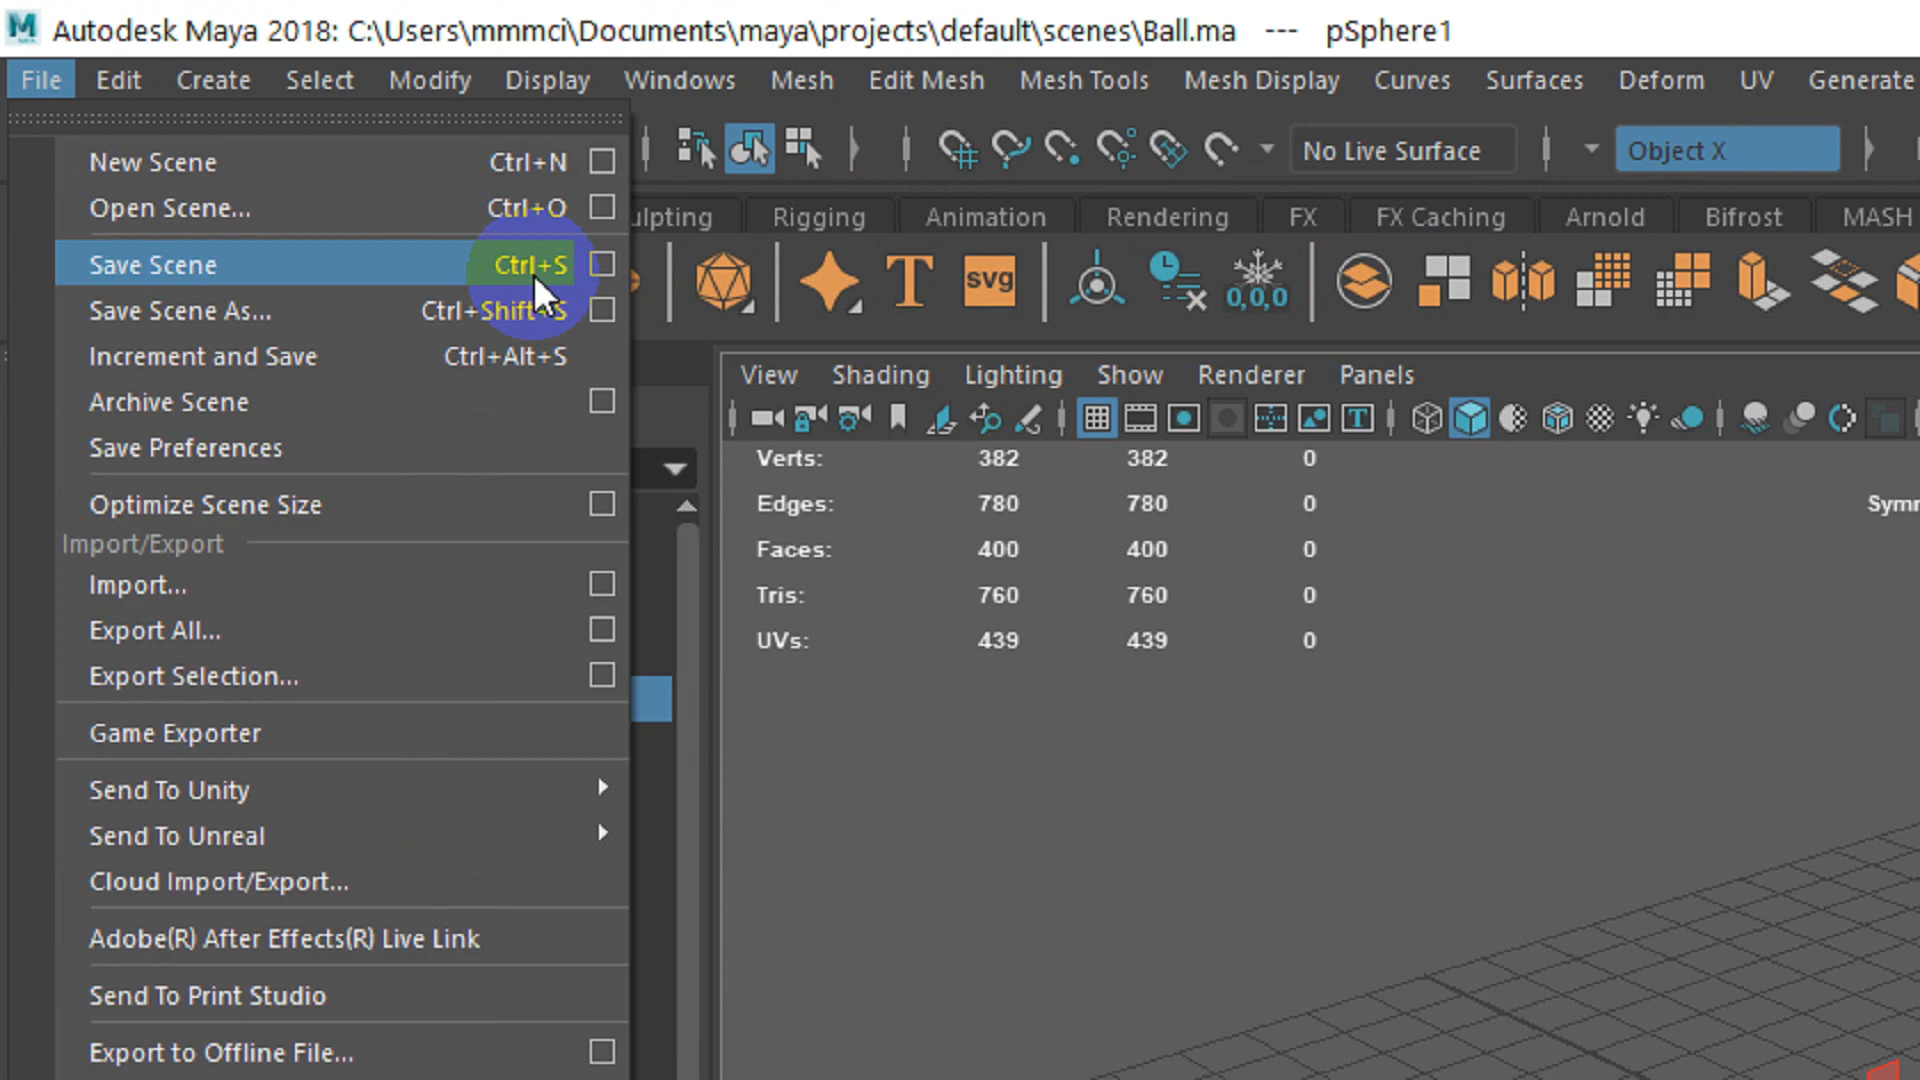 Autodesk Maya 2018: C:\Users\mmmci\Documents\maya\projects\default\scenes\Ball.ma --- pSphere1
File Edit Create Select Modify Display Windows Mesh Edit Mesh Mesh Tools Mesh Display Curves Surfaces Deform UV Generate
No Live Surface Object X
ulpting Rigging Animation Rendering FX FX Caching Arnold Bifrost MASH
T svg 0,0,0
New Scene Ctrl+N
Open Scene... Ctrl+O
Save Scene Ctrl+S
Save Scene As... Ctrl+Shift+S
Increment and Save Ctrl+Alt+S
Archive Scene
Save Preferences
Optimize Scene Size
Import/Export
Import...
Export All...
Export Selection...
Game Exporter
Send To Unity
Send To Unreal
Cloud Import/Export...
Adobe(R) After Effects(R) Live Link
Send To Print Studio
Export to Offline File...
View Shading Lighting Show Renderer Panels
T
Verts: 382 382 0
Edges: 780 780 0
Faces: 400 400 0
Tris: 760 760 0
UVs: 439 439 0
Symm